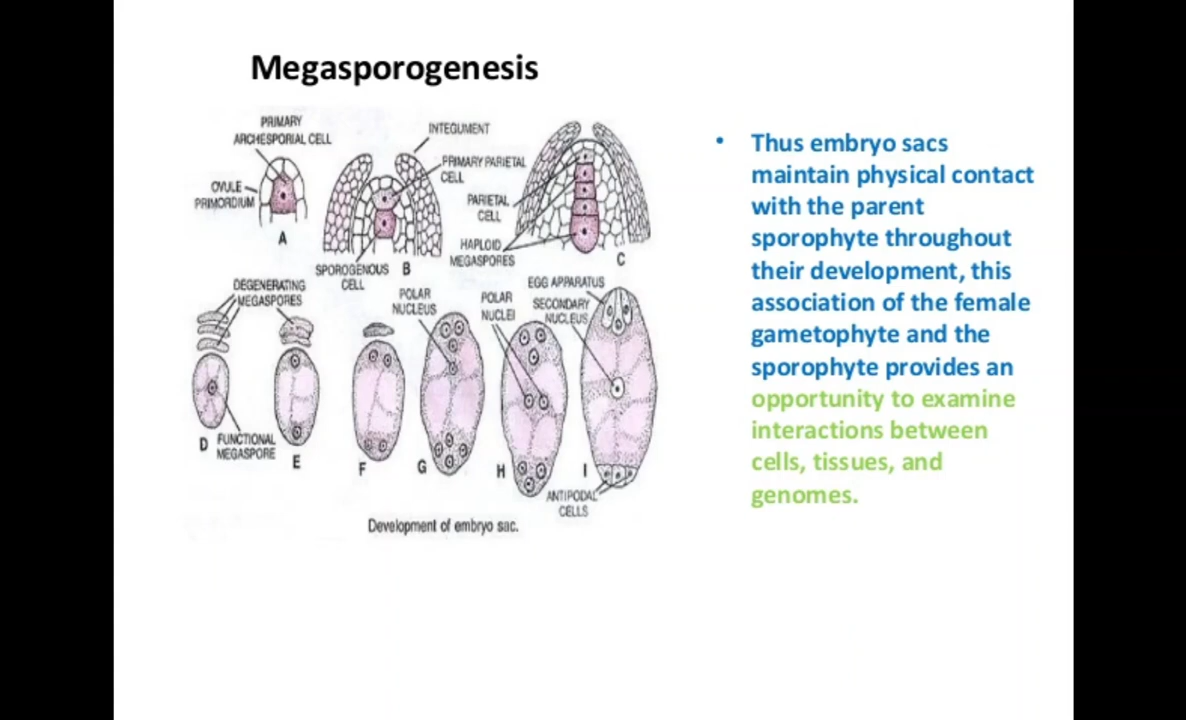 Megasporogenesis
PRIMARY
ARCHESPORIAL CELL
OVULE
PRIMORDIUM
A
INTEGUMENT
PRIMARY PARIETAL
CELL
SPOROGENOUS
CELL
B
PARIETAL
CELL
HAPLOID
MEGASPORES
C
DEGENERATING
MEGASPORES
D
FUNCTIONAL
MEGASPORE
E
F
POLAR
NUCLEUS
G
POLAR
NUCLEI
H
EGG APPARATUS
SECONDARY
NUCLEUS
I
ANTIPODAL
CELLS
Development of embryo sac.
• Thus embryo sacs
maintain physical contact
with the parent
sporophyte throughout
their development, this
association of the female
gametophyte and the
sporophyte provides an
opportunity to examine
interactions between
cells, tissues, and
genomes.